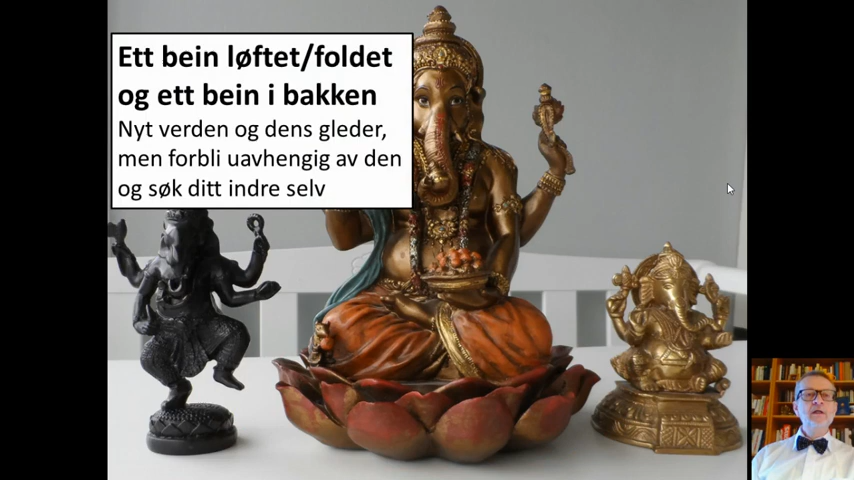 Ett bein løftet/foldet
og ett bein i bakken
Nyt verden og dens gleder,
men forbli uavhengig av den
og søk ditt indre selv